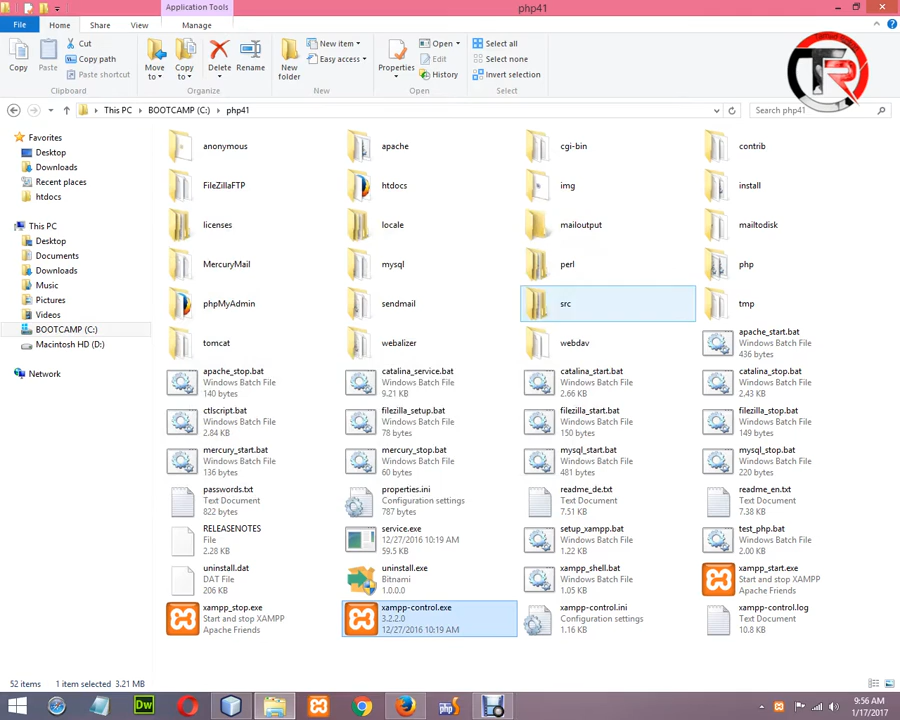 Application Tools
php41
File
Home
Share
View
Manage
Copy
Paste
Cut
Copy path
Paste shortcut
Clipboard
Move to
Copy to
Delete
Rename
Organize
New folder
New item
Easy access
New
Properties
Open
Edit
History
Open
Select all
Select none
Invert selection
Select
TR
This PC
BOOTCAMP (C:)
php41
Search php41
Favorites
Desktop
Downloads
Recent places
htdocs
This PC
Desktop
Documents
Downloads
Music
Pictures
Videos
BOOTCAMP (C:)
Macintosh HD (D:)
Network
anonymous
apache
cgi-bin
contrib
FileZillaFTP
htdocs
img
install
licenses
locale
mailoutput
mailtodisk
MercuryMail
mysql
perl
php
phpMyAdmin
sendmail
src
tmp
tomcat
webalizer
webdav
apache_start.bat
Windows Batch File
436 bytes
apache_stop.bat
Windows Batch File
140 bytes
catalina_service.bat
Windows Batch File
9.21 KB
catalina_start.bat
Windows Batch File
2.66 KB
catalina_stop.bat
Windows Batch File
2.43 KB
ctlscript.bat
Windows Batch File
2.84 KB
filezilla_setup.bat
Windows Batch File
78 bytes
filezilla_start.bat
Windows Batch File
150 bytes
filezilla_stop.bat
Windows Batch File
149 bytes
mercury_start.bat
Windows Batch File
136 bytes
mercury_stop.bat
Windows Batch File
60 bytes
mysql_start.bat
Windows Batch File
481 bytes
mysql_stop.bat
Windows Batch File
220 bytes
passwords.txt
Text Document
822 bytes
properties.ini
Configuration settings
787 bytes
readme_de.txt
Text Document
7.51 KB
readme_en.txt
Text Document
7.38 KB
RELEASENOTES
File
2.28 KB
service.exe
12/27/2016 10:19 AM
59.5 KB
setup_xampp.bat
Windows Batch File
1.22 KB
test_php.bat
Windows Batch File
2.00 KB
uninstall.dat
DAT File
206 KB
uninstall.exe
Bitnami
1.0.0.0
xampp_shell.bat
Windows Batch File
1.05 KB
xampp_start.exe
Start and stop XAMPP
Apache Friends
xampp_stop.exe
Start and stop XAMPP
Apache Friends
xampp-control.exe
3.2.2.0
12/27/2016 10:19 AM
xampp-control.ini
Configuration settings
1.16 KB
xampp-control.log
Text Document
10.8 KB
52 items
1 item selected 3.21 MB
Dw
php
9:56 AM
1/17/2017